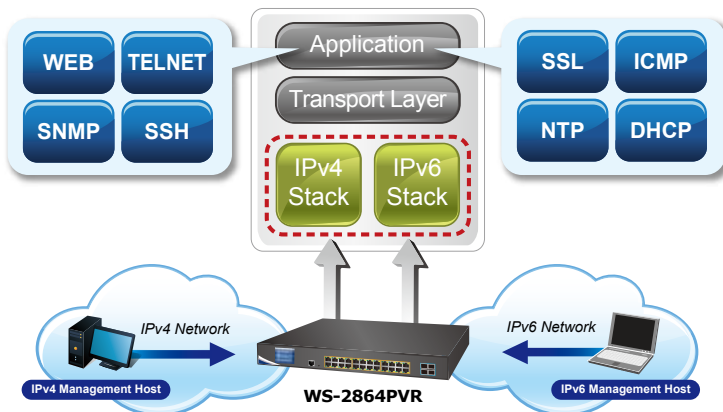 WEB
TELNET
SNMP
SSH
Application
Transport Layer
IPv4
Stack
IPv6
Stack
SSL
ICMP
NTP
DHCP
IPv4 Network
IPv4 Management Host
WS-2864PVR
IPv6 Network
IPv6 Management Host